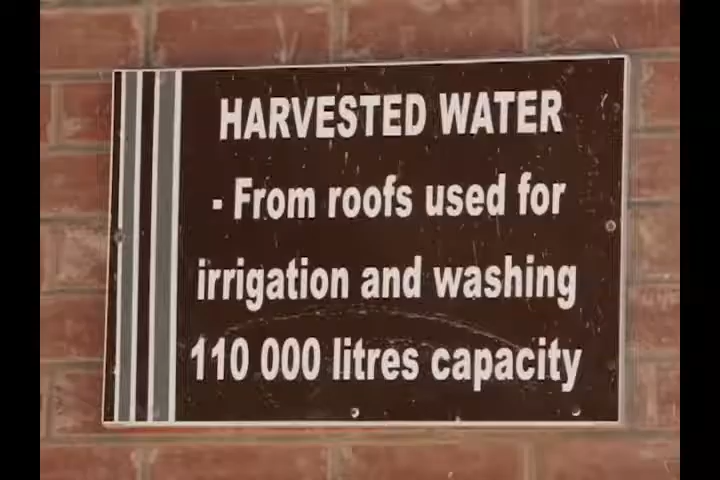 HARVESTED WATER
- From roofs used for
irrigation and washing
110 000 litres capacity